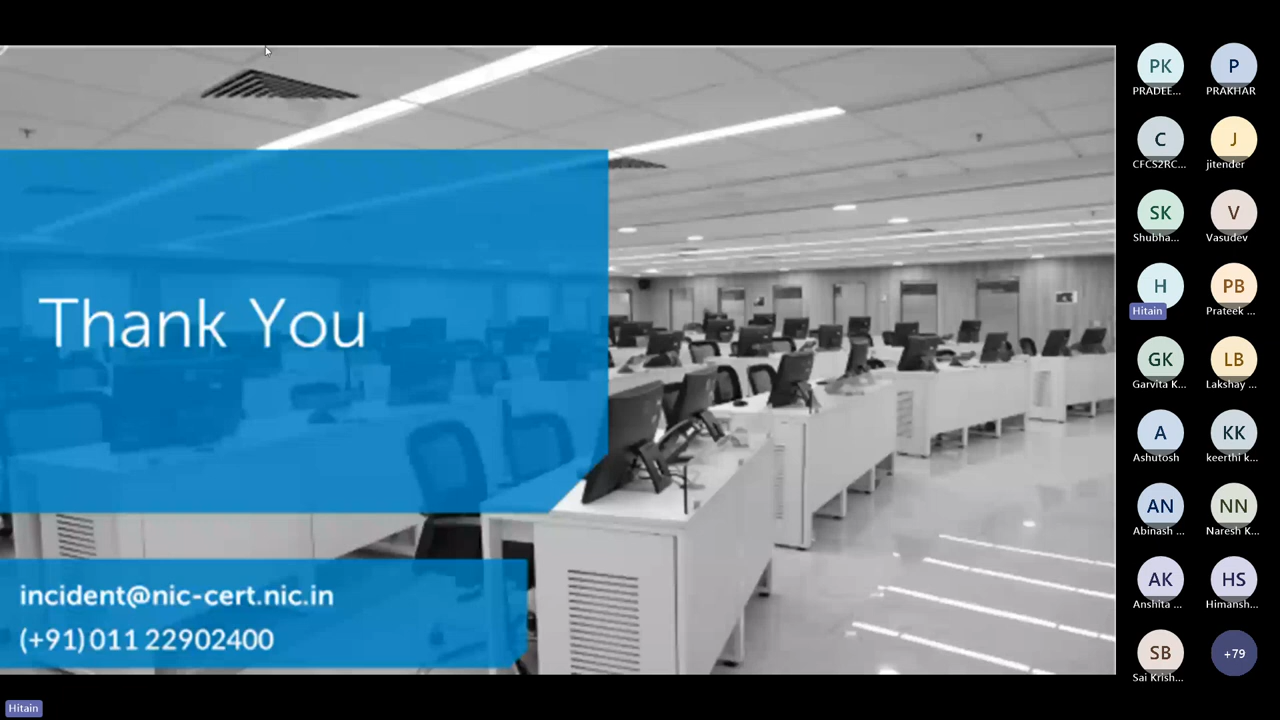 Thank You
incident@nic-cert.nic.in
(+91) 011 22902400
PK
PRADEE...
P
PRAKHAR
C
CFCS2RC...
J
jitender
SK
Shubha...
V
Vasudev
H
Hitain
PB
Prateek ...
GK
Garvita K...
LB
Lakshay ...
A
Ashutosh
KK
keerthi k...
AN
Abinash ...
NN
Naresh K...
AK
Anshita ...
HS
Himansh...
SB
Sai Krish...
+79
Hitain